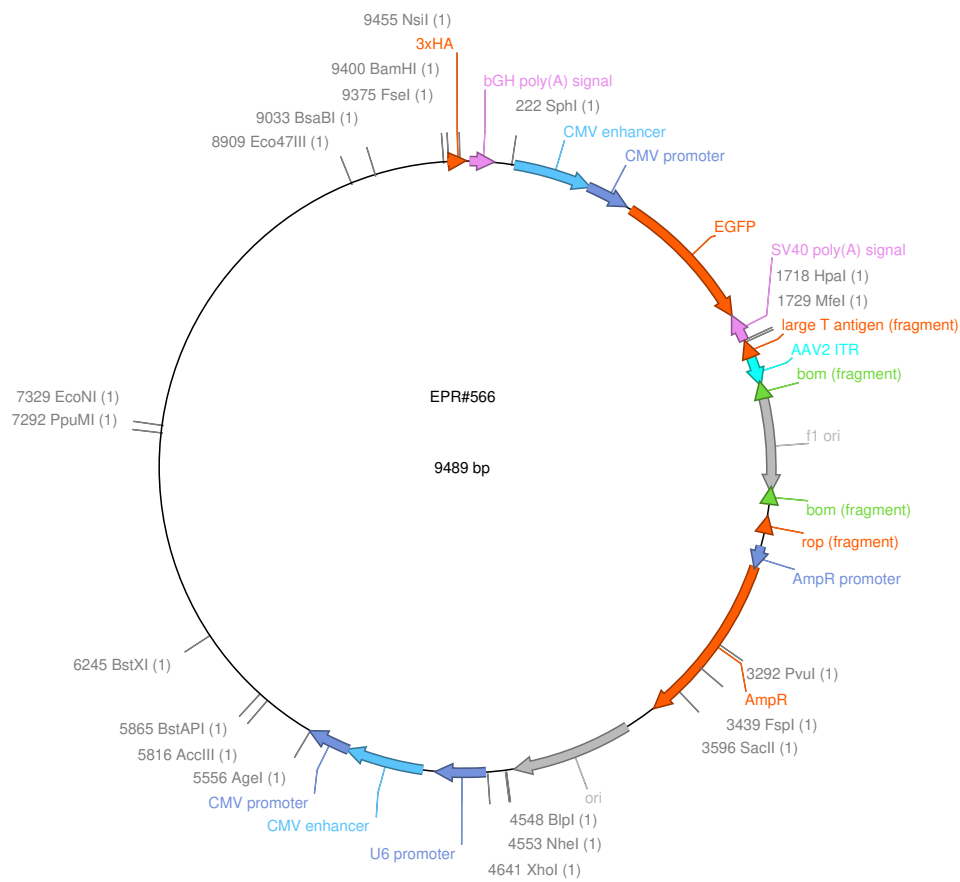 9455 NsiI (1)
3xHA
9400 BamHI (1)
bGH poly(A) signal
9375 FseI (1)
222 SphI (1)
9033 BsaBI (1)
CMV enhancer
8909 Eco47III (1)
CMV promoter
EGFP
SV40 poly(A) signal
1718 HpaI (1)
1729 MfeI (1)
large T antigen (fragment)
AAV2 ITR
bom (fragment)
7329 EcoNI (1)
EPR#566
7292 PpuMI (1)
f1 ori
9489 bp
bom (fragment)
rop (fragment)
AmpR promoter
6245 BstXI (1)
3292 PvuI (1)
AmpR
5865 BstAPI (1)
3439 FspI (1)
5816 AccIII (1)
3596 SacII (1)
5556 AgeI (1)
CMV promoter
ori
CMV enhancer
4548 BlpI (1)
4553 NheI (1)
U6 promoter
4641 XhoI (1)